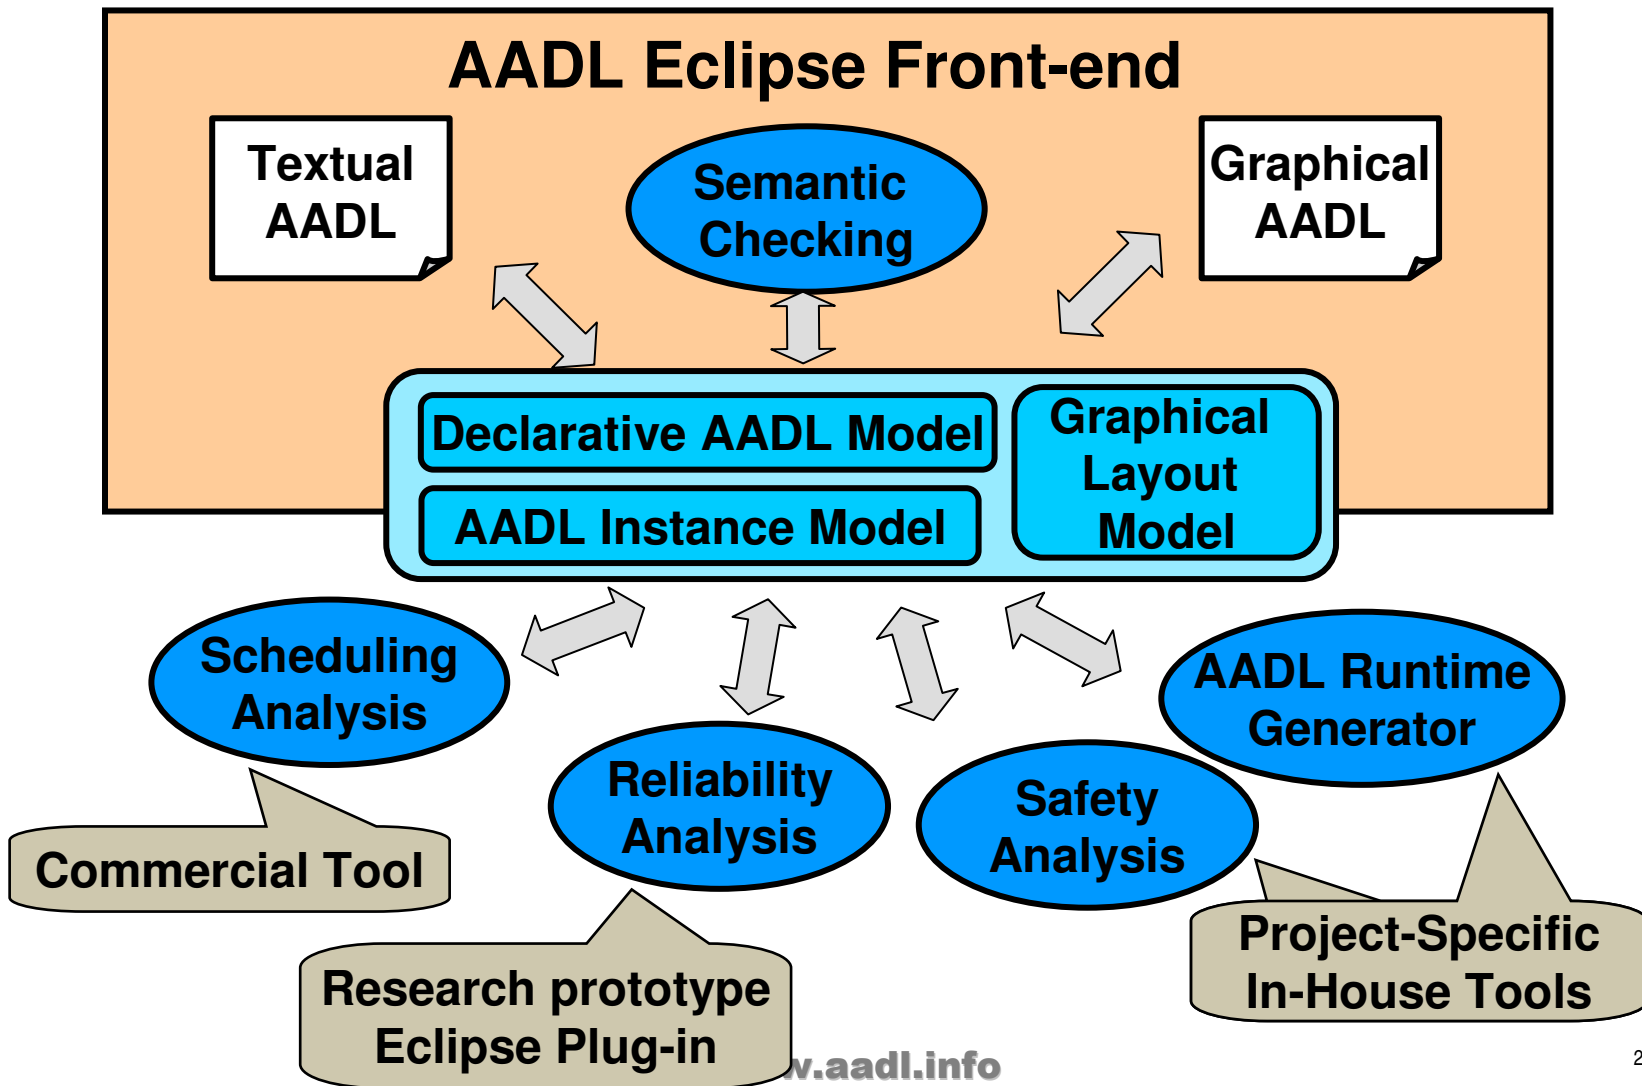 AADL Eclipse Front-end
Textual
AADL
Semantic
Checking
Graphical
AADL
Declarative AADL Model
AADL Instance Model
Graphical
Layout
Model
Scheduling
Analysis
Reliability
Analysis
Safety
Analysis
AADL Runtime
Generator
Commercial Tool
Research prototype
Eclipse Plug-in
Project-Specific
In-House Tools
.aadl.info
2